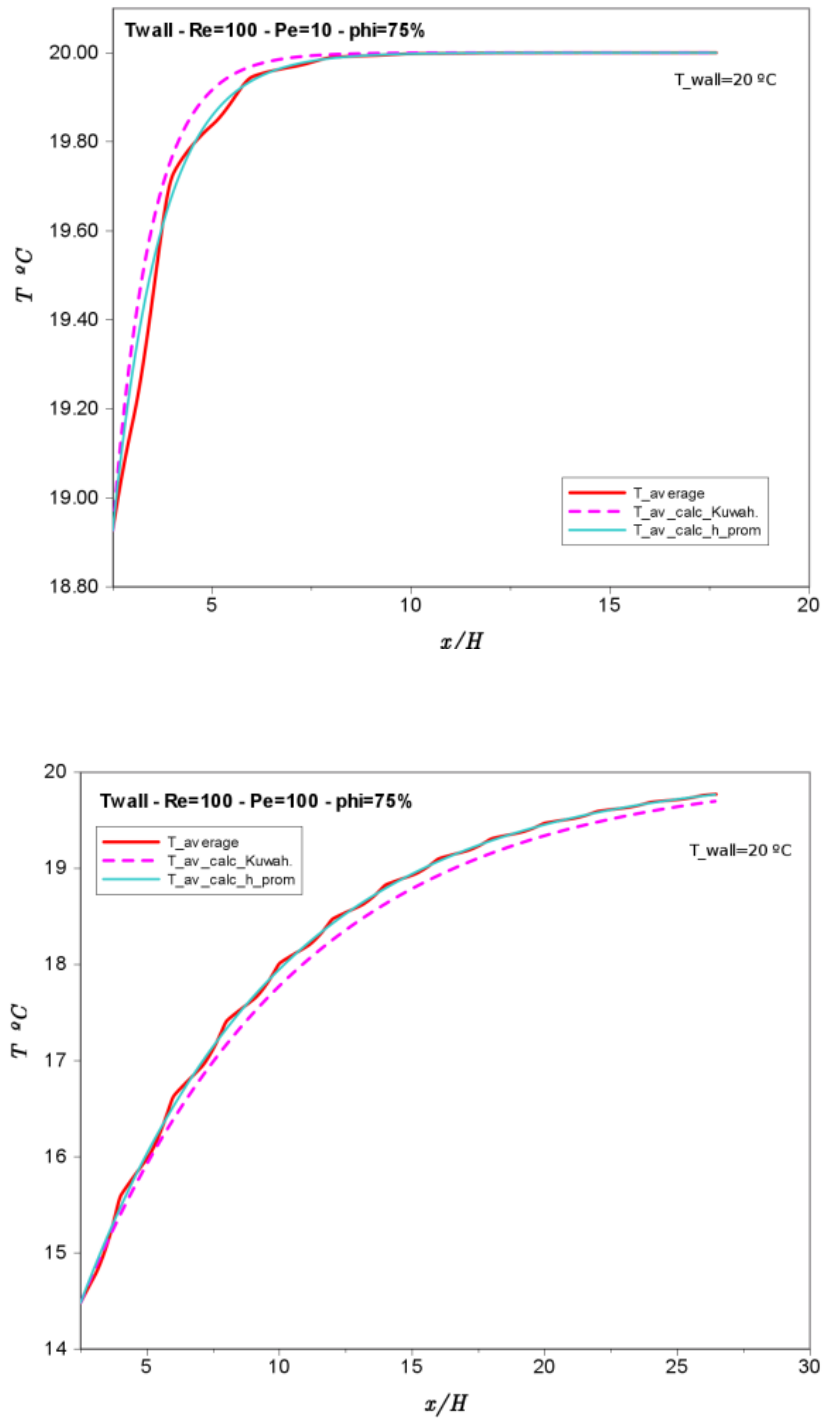 Twall - Re=100 - Pe=10 - phi=75%
20.00
T_wall=20 ºC
19.80
19.60
T ºC
19.40
19.20
19.00
T_average
T_av_calc_Kuwah.
T_av_calc_h_prom
18.80
5
10
15
20
x/H
20
Twall - Re=100 - Pe=100 - phi=75%
T_average
T_av_calc_Kuwah.
T_av_calc_h_prom
T_wall=20 ºC
19
18
T ºC
17
16
15
14
5
10
15
20
25
30
x/H